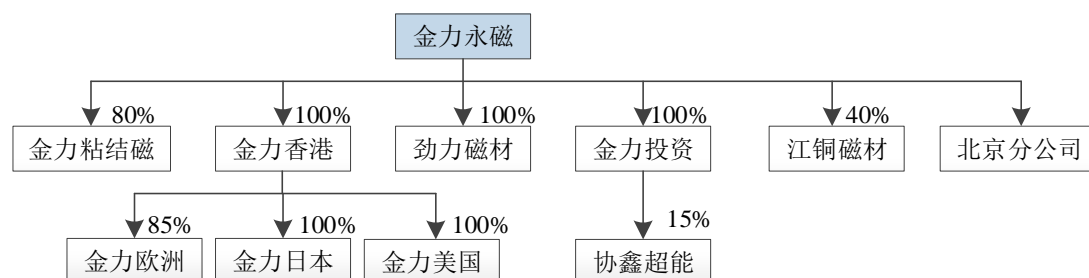 金力永磁
80% 100% 100% 100% 40%
金力粘结磁 金力香港 劲力磁材 金力投资 江铜磁材 北京分公司
85% 100% 100% 15%
金力欧洲 金力日本 金力美国 协鑫超能